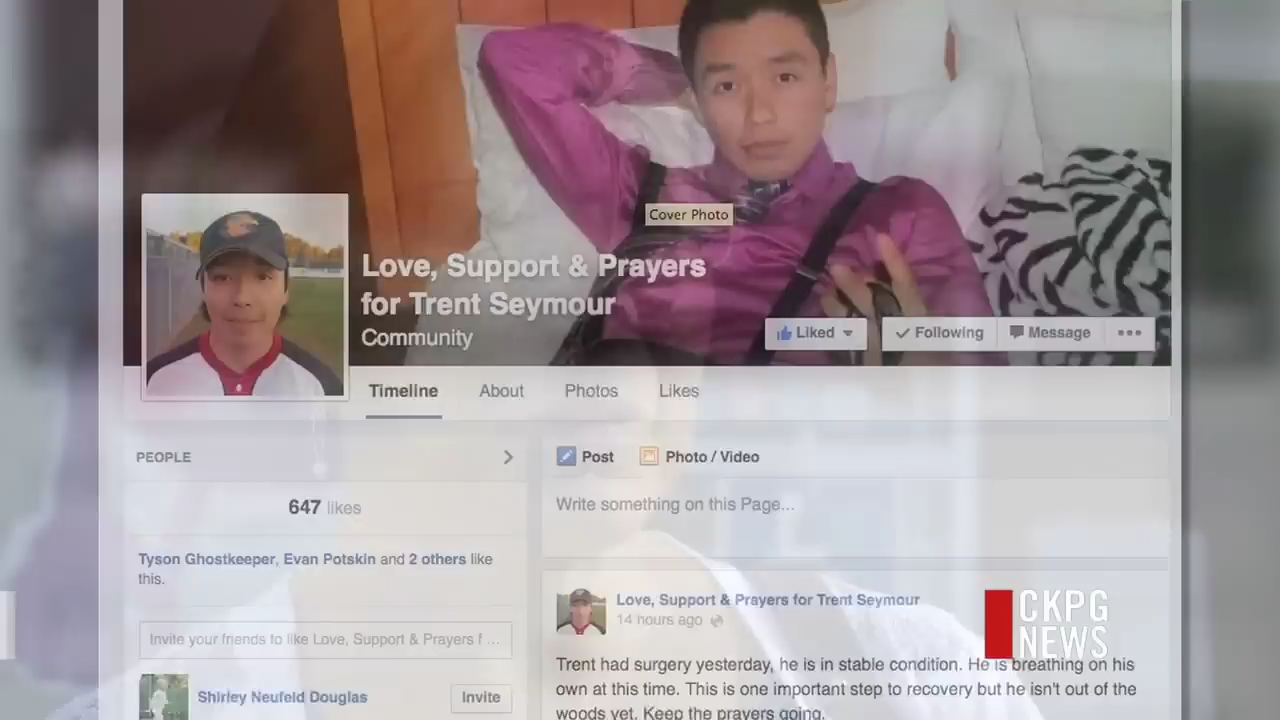 Cover Photo
Love, Support & Prayers
for Trent Seymour
Community
Liked
Following
Message
Timeline
About
Photos
Likes
PEOPLE
647 likes
Tyson Ghostkeeper, Evan Potskin and 2 others like
this.
Invite your friends to like Love, Support & Prayers f ...
Shirley Neufeld Douglas
Invite
Post
Photo / Video
Write something on this Page...
Love, Support & Prayers for Trent Seymour
14 hours ago
Trent had surgery yesterday, he is in stable condition. He is breathing on his
own at this time. This is one important step to recovery but he isn't out of the
woods yet. Keep the prayers going.
CKPG
NEWS